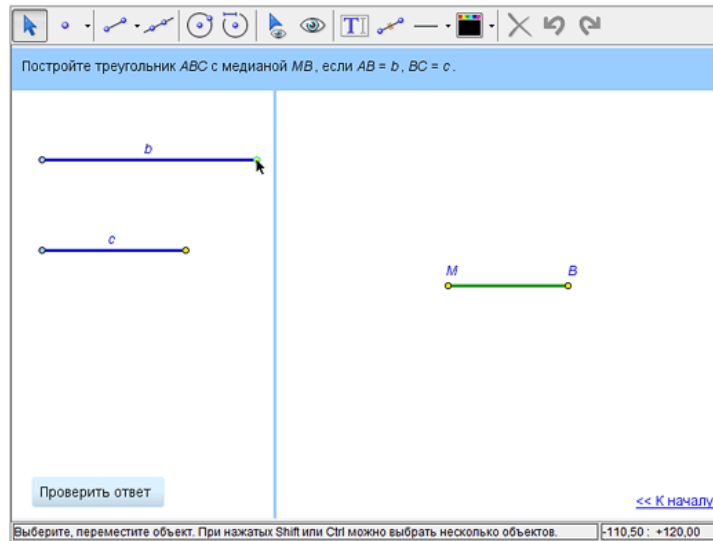 Постройте треугольник ABC с медианой MB, если AB = b, BC = c.
b
c
M B
Проверить ответ
<< К началу
Выберите, переместите объект. При нажатых Shift или Ctrl можно выбрать несколько объектов. -110,50 : +120,00